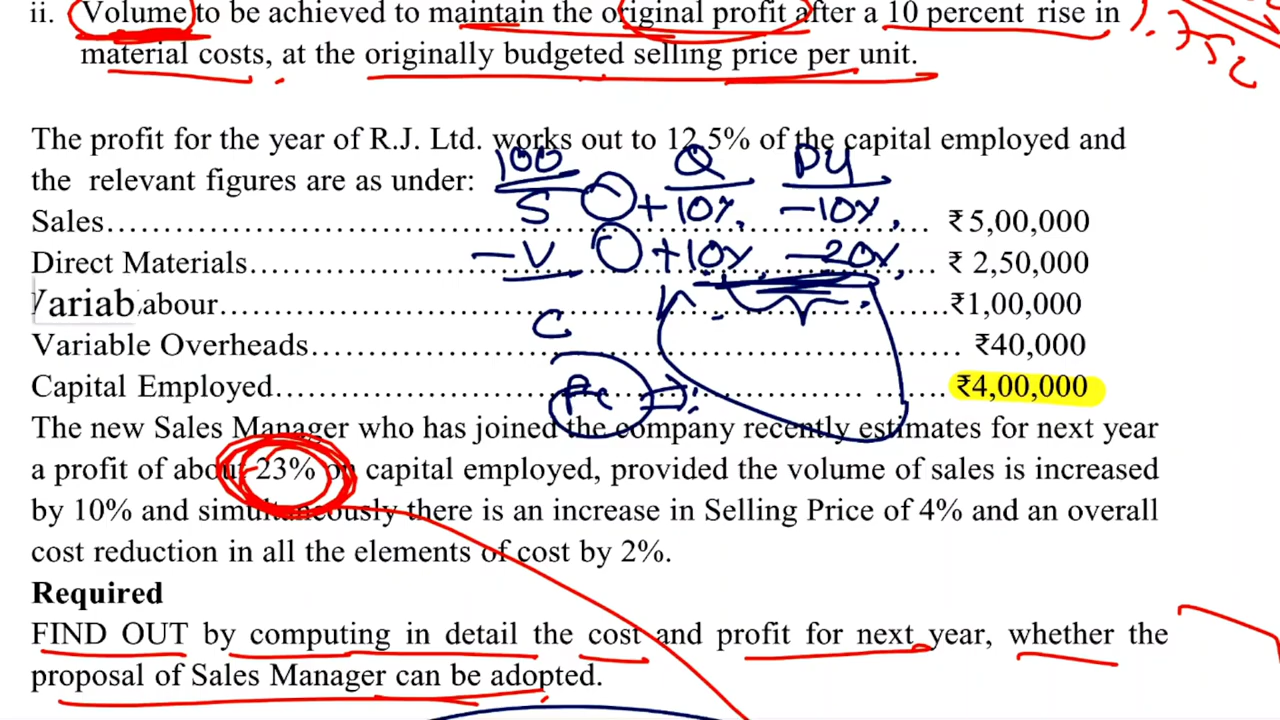 ii. Volume to be achieved to maintain the original profit after a 10 percent rise in
material costs, at the originally budgeted selling price per unit.
The profit for the year of R.J. Ltd. works out to 12.5% of the capital employed and
100 Q
the relevant figures are as under:
S +10%, -10%,
Sales.......... ₹5,00,000
-V +10% -20%,
Direct Materials.......... ₹ 2,50,000
Variab abour.......... ₹1,00,000
C
Variable Overheads.......... ₹40,000
Capital Employed.......... ₹4,00,000
The new Sales Manager who has joined the company recently estimates for next year
a profit of about 23% on capital employed, provided the volume of sales is increased
by 10% and simultaneously there is an increase in Selling Price of 4% and an overall
cost reduction in all the elements of cost by 2%.
Required
FIND OUT by computing in detail the cost and profit for next year, whether the
proposal of Sales Manager can be adopted.